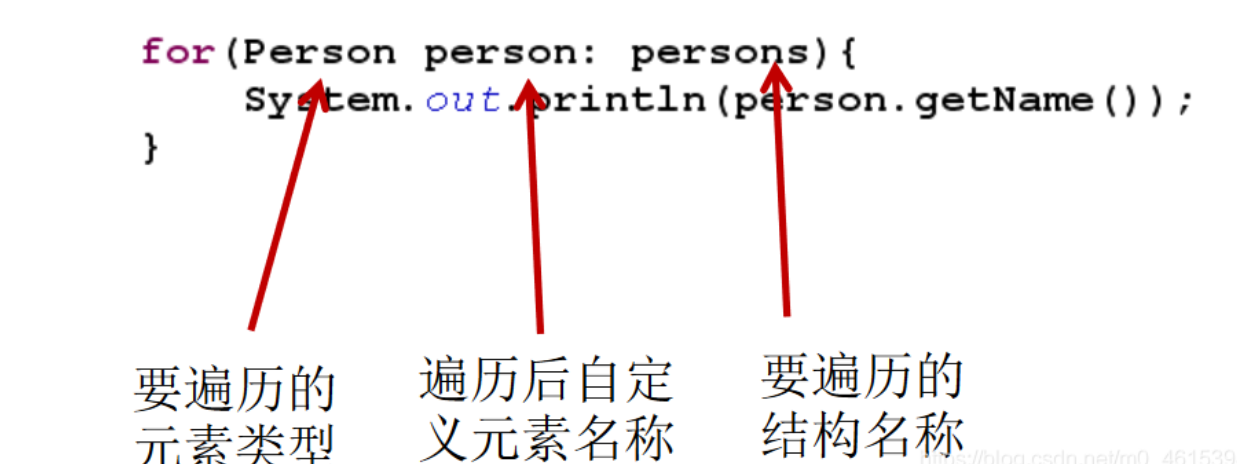 for(Person person: persons){
System.out.println(person.getName());
}
要遍历的
元素类型
遍历后自定
义元素名称
要遍历的
结构名称
https://blog.csdn.net/m0_461539